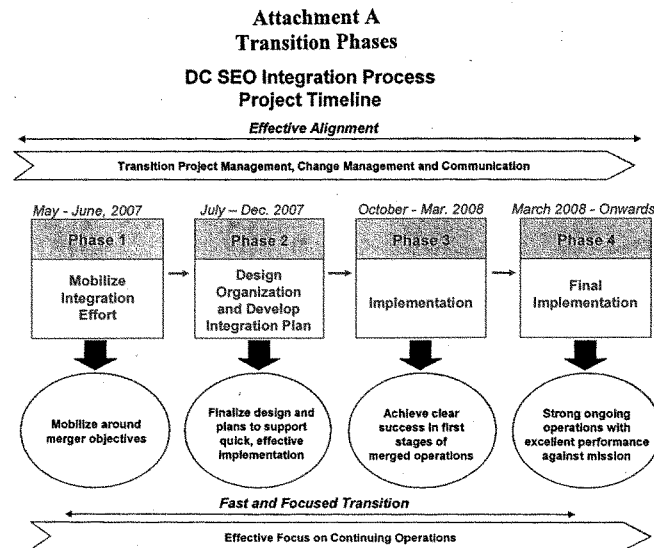 Attachment A
Transition Phases
DC SEO Integration Process
Project Timeline
Effective Alignment
Transition Project Management, Change Management and Communication
May - June, 2007
July – Dec. 2007
October - Mar. 2008
March 2008 - Onwards
Phase 1
Phase 2
Phase 3
Phase 4
Mobilize
Integration
Effort
Design
Organization
and Develop
Integration Plan
Implementation
Final
Implementation
Mobilize around
merger objectives
Finalize design and
plans to support
quick, effective
implementation
Achieve clear
success in first
stages of
merged operations
Strong ongoing
operations with
excellent performance
against mission
Fast and Focused Transition
Effective Focus on Continuing Operations